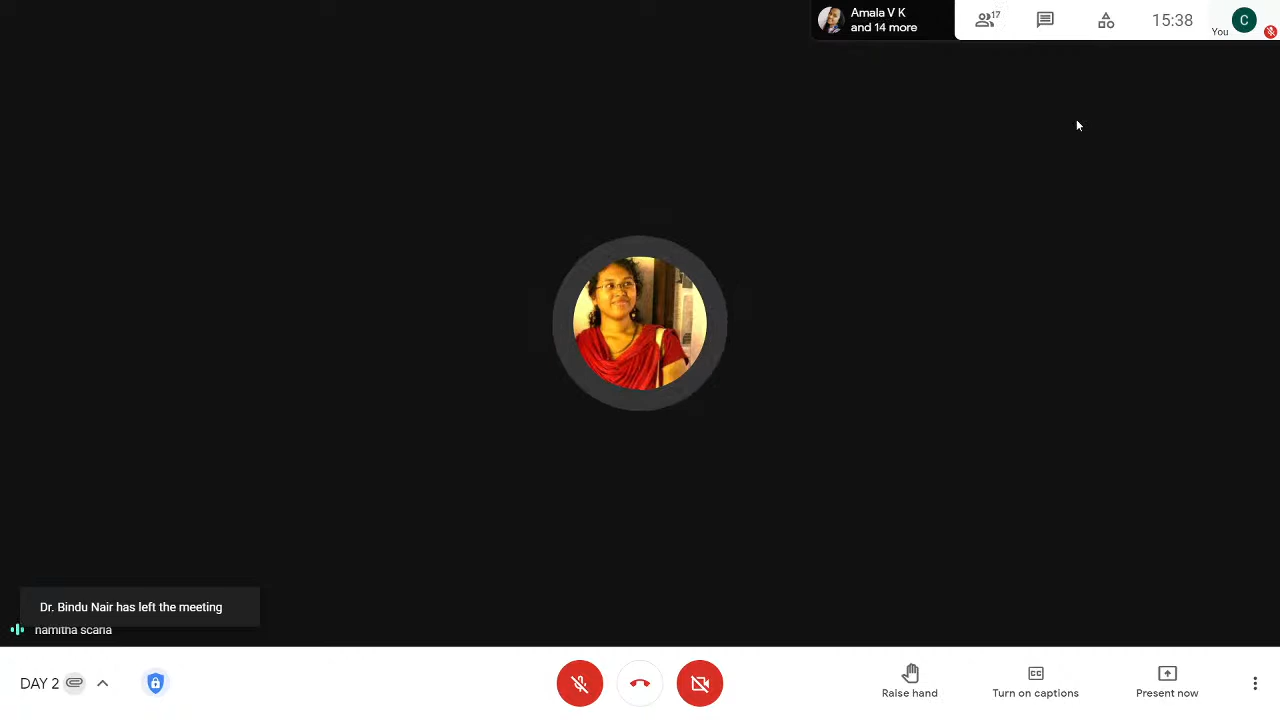 Amala V K
and 14 more
17
15:38
You
C
Dr. Bindu Nair has left the meeting
namitha scaria
DAY 2
Raise hand
CC
Turn on captions
Present now